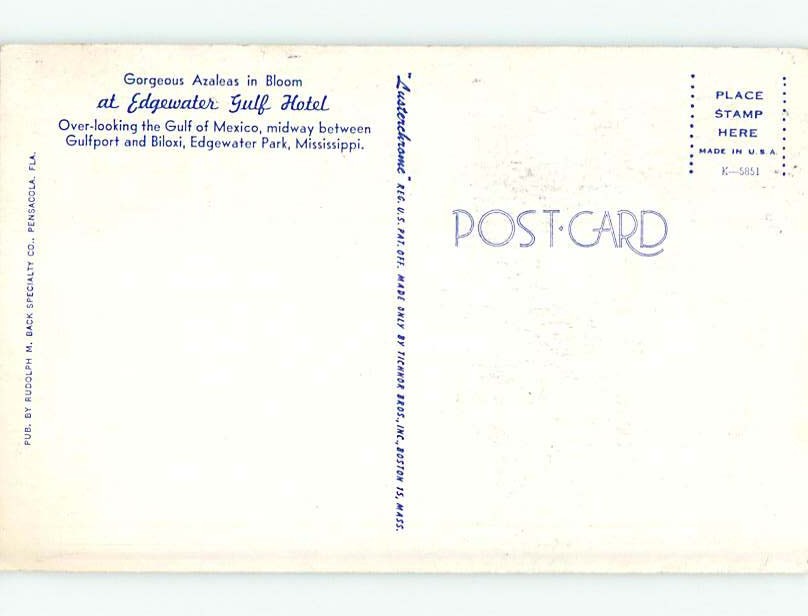 Gorgeous Azaleas in Bloom
at Edgewater Gulf Hotel
Over-looking the Gulf of Mexico, midway between
Gulfport and Biloxi, Edgewater Park, Mississippi.
PUB. BY RUDOLPH M. BACK SPECIALTY CO., PENSACOLA, FLA.
"Lusterchrome" REG. U.S. PAT. OFF. MADE ONLY BY TICHNOR BROS., INC., BOSTON 15, MASS.
POST·CARD
PLACE
STAMP
HERE
MADE IN U.S.A.
K—5851